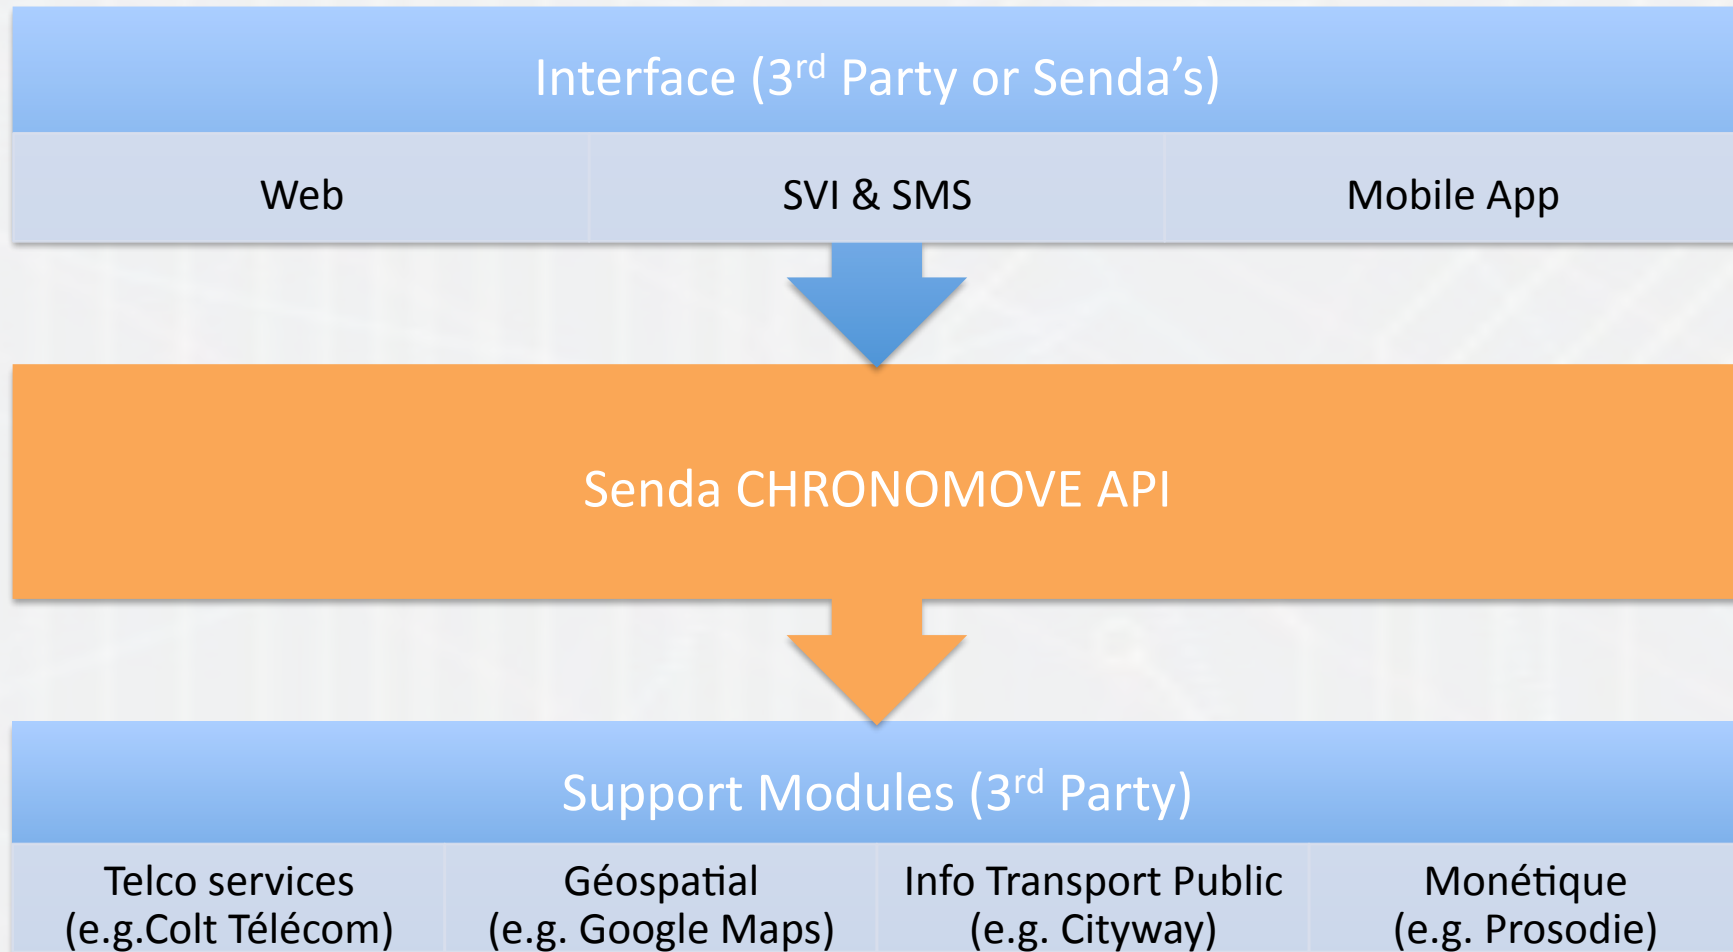 Interface (3rd Party or Senda’s)
Web
SVI & SMS
Mobile App
Senda CHRONOMOVE API
Support Modules (3rd Party)
Telco services
(e.g.Colt Télécom)
Géospatial
(e.g. Google Maps)
Info Transport Public
(e.g. Cityway)
Monétique
(e.g. Prosodie)